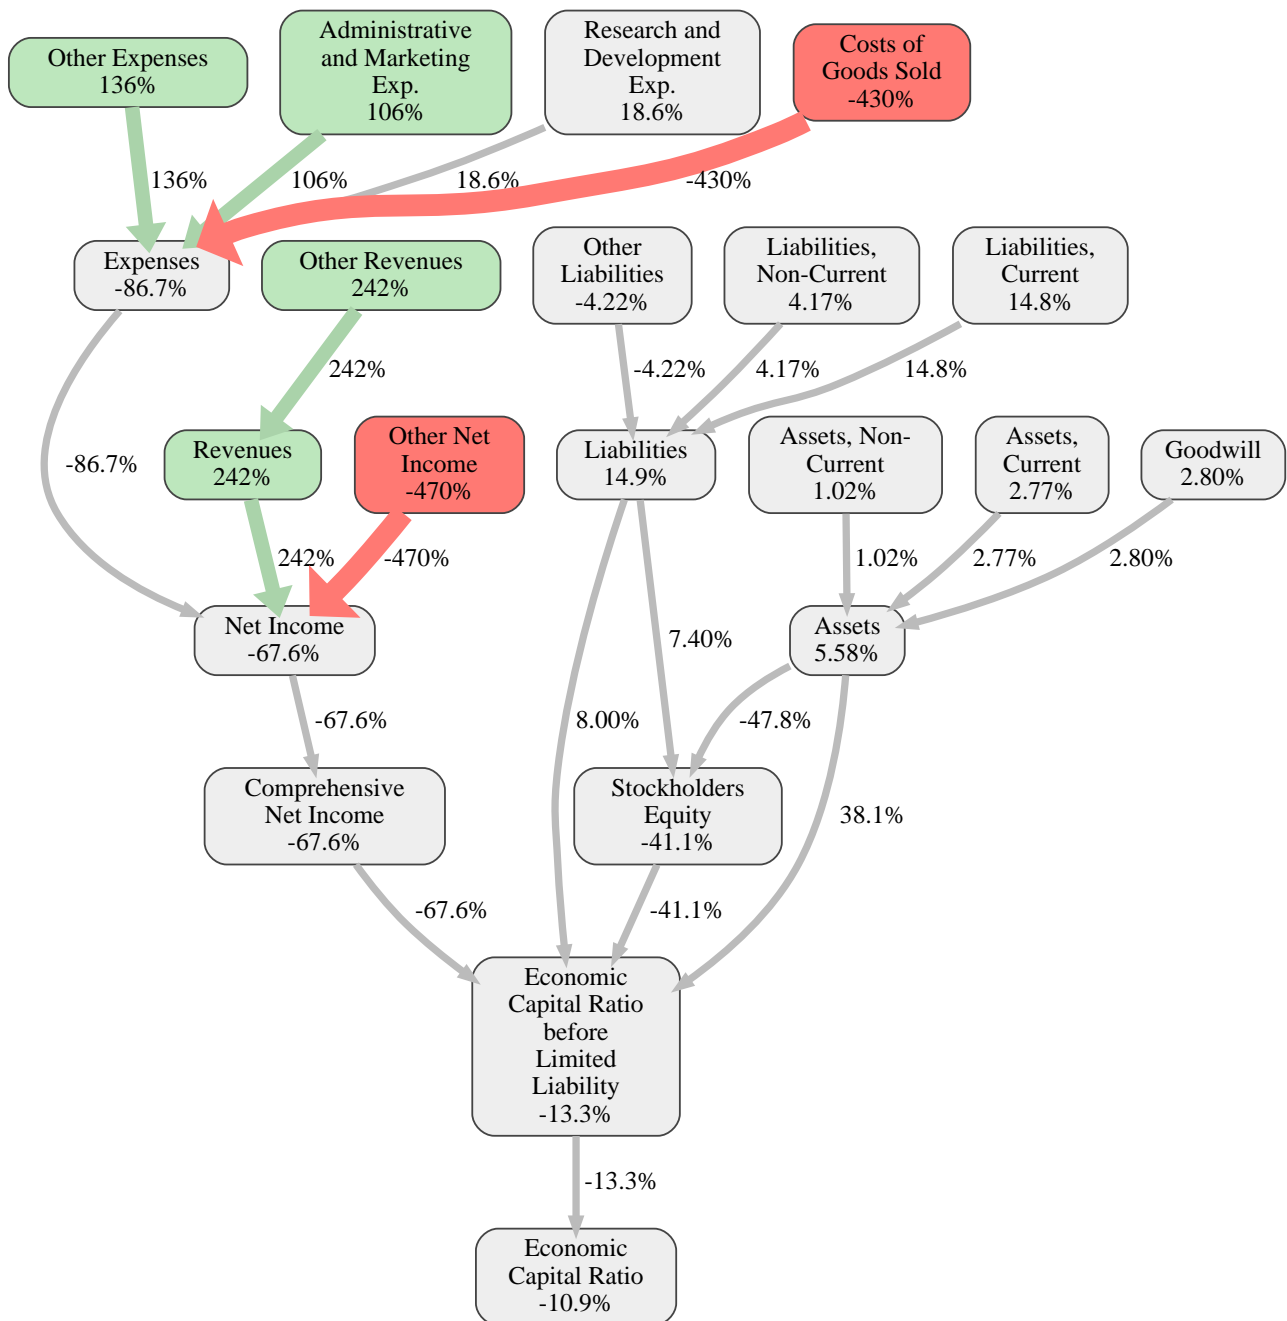 Other Expenses
136%
Administrative
and Marketing
Exp.
106%
Research and
Development
Exp.
18.6%
Costs of
Goods Sold
-430%
136%
106%
18.6%
-430%
Expenses
-86.7%
Other Revenues
242%
Other
Liabilities
-4.22%
Liabilities,
Non-Current
4.17%
Liabilities,
Current
14.8%
242%
-4.22%
4.17%
14.8%
-86.7%
Revenues
242%
Other Net
Income
-470%
Liabilities
14.9%
Assets, Non-
Current
1.02%
Assets,
Current
2.77%
Goodwill
2.80%
242%
-470%
1.02%
2.77%
2.80%
Net Income
-67.6%
7.40%
Assets
5.58%
-67.6%
8.00%
-47.8%
Comprehensive
Net Income
-67.6%
Stockholders
Equity
-41.1%
38.1%
-67.6%
-41.1%
Economic
Capital Ratio
before
Limited
Liability
-13.3%
-13.3%
Economic
Capital Ratio
-10.9%